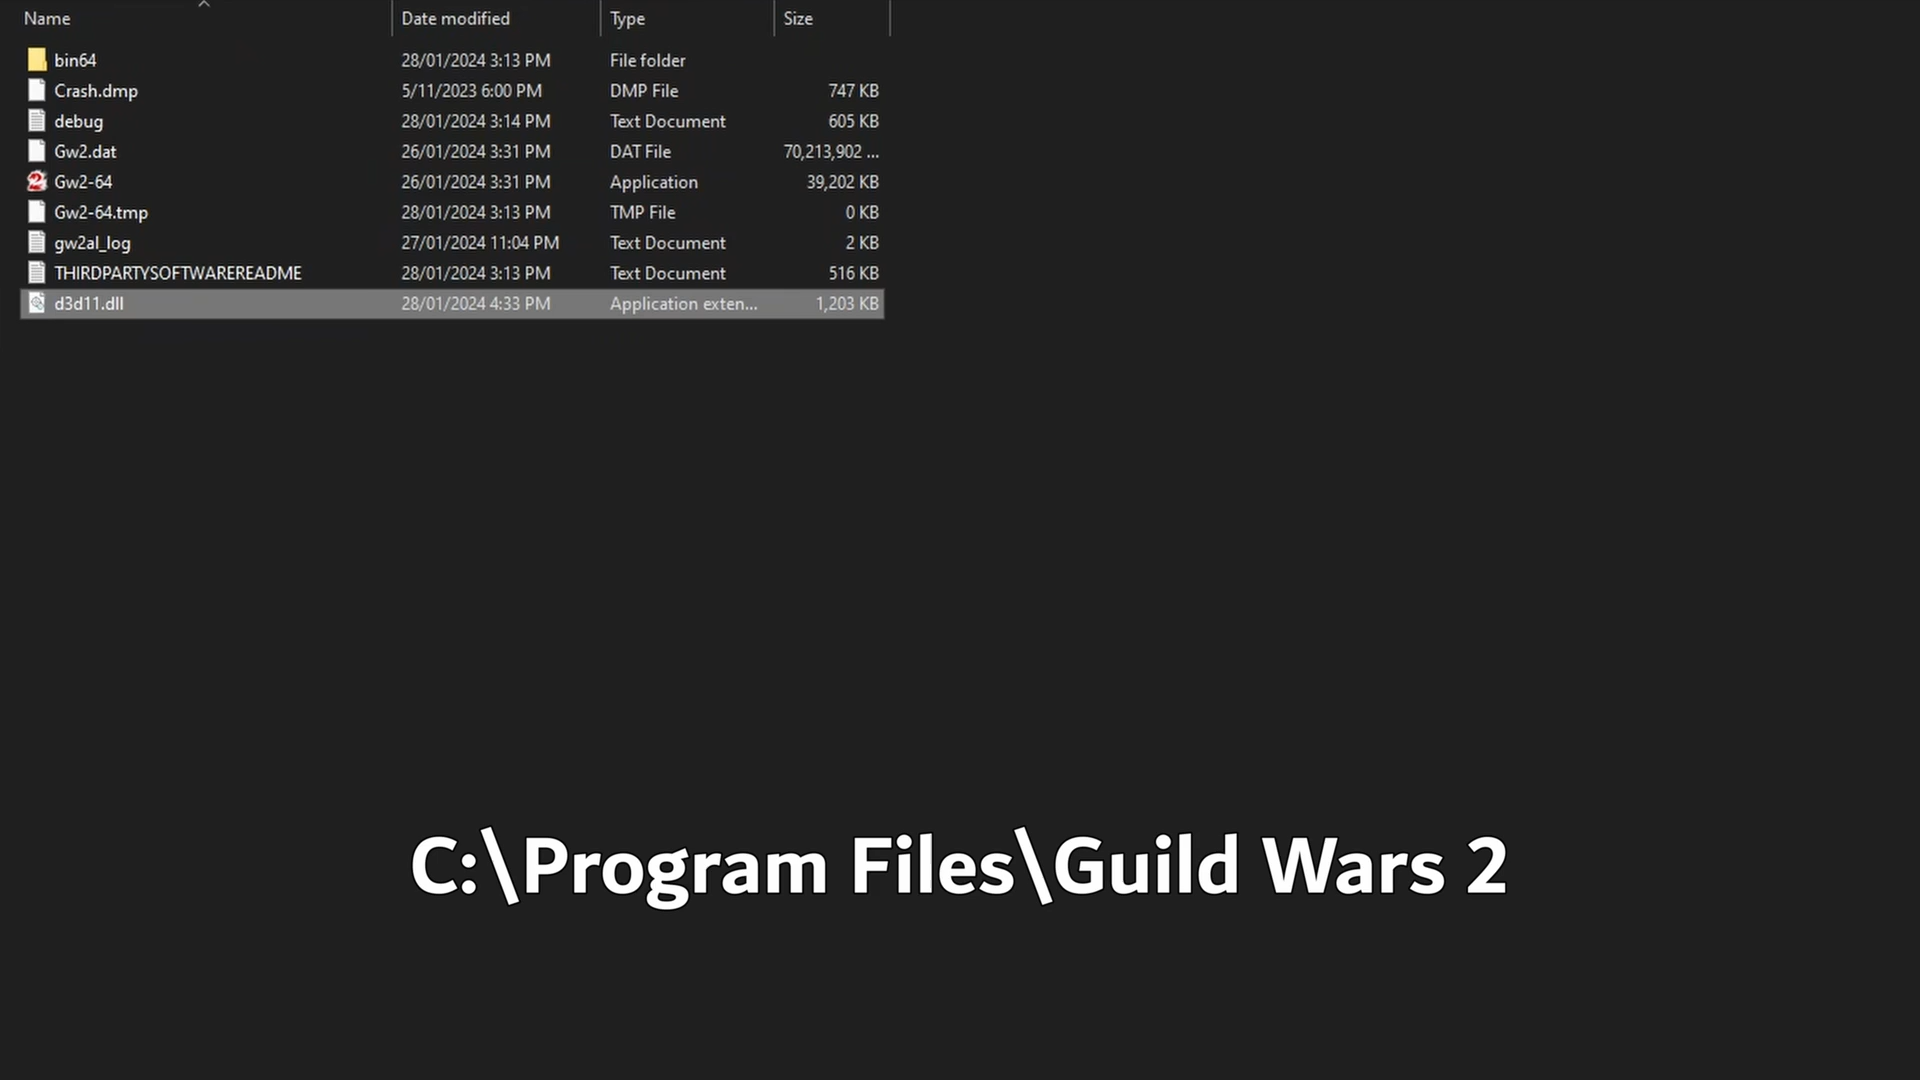 Name Date modified Type Size
bin64 28/01/2024 3:13 PM File folder
Crash.dmp 5/11/2023 6:00 PM DMP File 747 KB
debug 28/01/2024 3:14 PM Text Document 605 KB
Gw2.dat 26/01/2024 3:31 PM DAT File 70,213,902 ...
Gw2-64 26/01/2024 3:31 PM Application 39,202 KB
Gw2-64.tmp 28/01/2024 3:13 PM TMP File 0 KB
gw2al_log 27/01/2024 11:04 PM Text Document 2 KB
THIRDPARTYSOFTWAREREADME 28/01/2024 3:13 PM Text Document 516 KB
d3d11.dll 28/01/2024 4:33 PM Application exten... 1,203 KB
C:\Program Files\Guild Wars 2